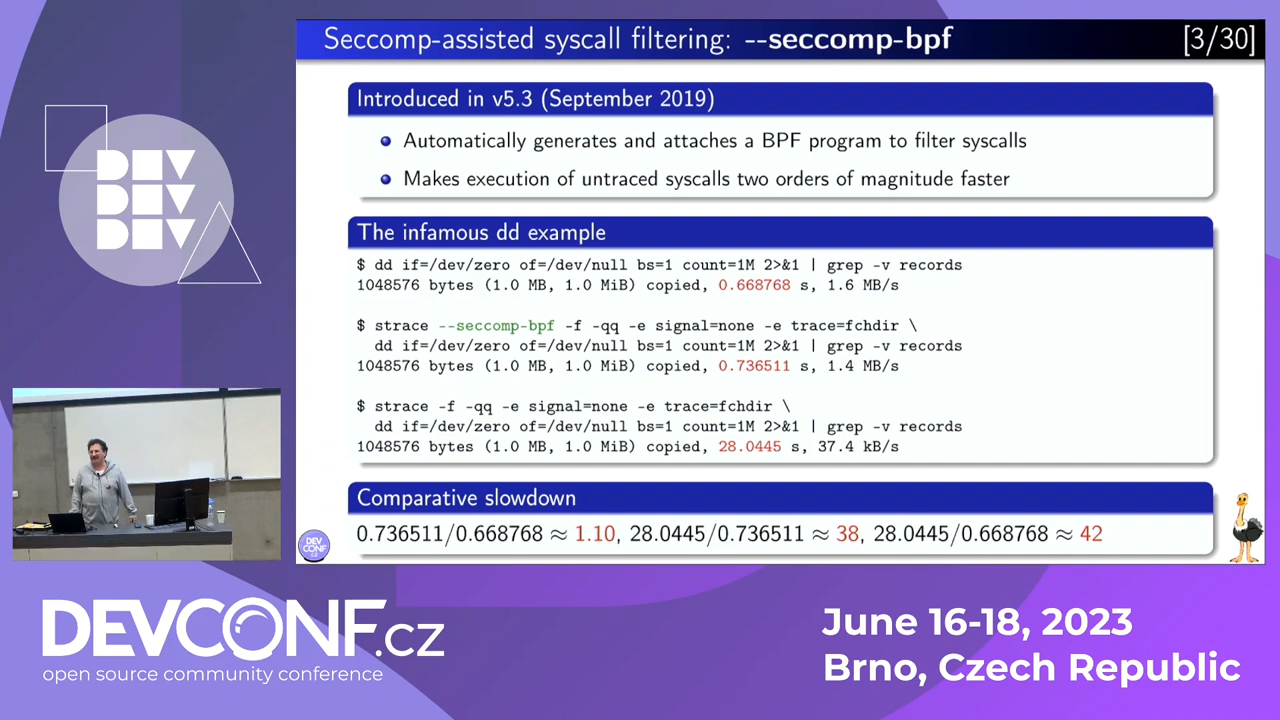 Seccomp-assisted syscall filtering: --seccomp-bpf [3/30]
Introduced in v5.3 (September 2019)
Automatically generates and attaches a BPF program to filter syscalls
Makes execution of untraced syscalls two orders of magnitude faster
The infamous dd example
$ dd if=/dev/zero of=/dev/null bs=1 count=1M 2>&1 | grep -v records
1048576 bytes (1.0 MB, 1.0 MiB) copied, 0.668768 s, 1.6 MB/s
$ strace --seccomp-bpf -f -qq -e signal=none -e trace=fchdir \
dd if=/dev/zero of=/dev/null bs=1 count=1M 2>&1 | grep -v records
1048576 bytes (1.0 MB, 1.0 MiB) copied, 0.736511 s, 1.4 MB/s
$ strace -f -qq -e signal=none -e trace=fchdir \
dd if=/dev/zero of=/dev/null bs=1 count=1M 2>&1 | grep -v records
1048576 bytes (1.0 MB, 1.0 MiB) copied, 28.0445 s, 37.4 kB/s
Comparative slowdown
0.736511/0.668768 ≈ 1.10, 28.0445/0.736511 ≈ 38, 28.0445/0.668768 ≈ 42
DEV
DEV
DEV
DEV
CONF
CZ
DEVCONF.cz
open source community conference
June 16-18, 2023
Brno, Czech Republic